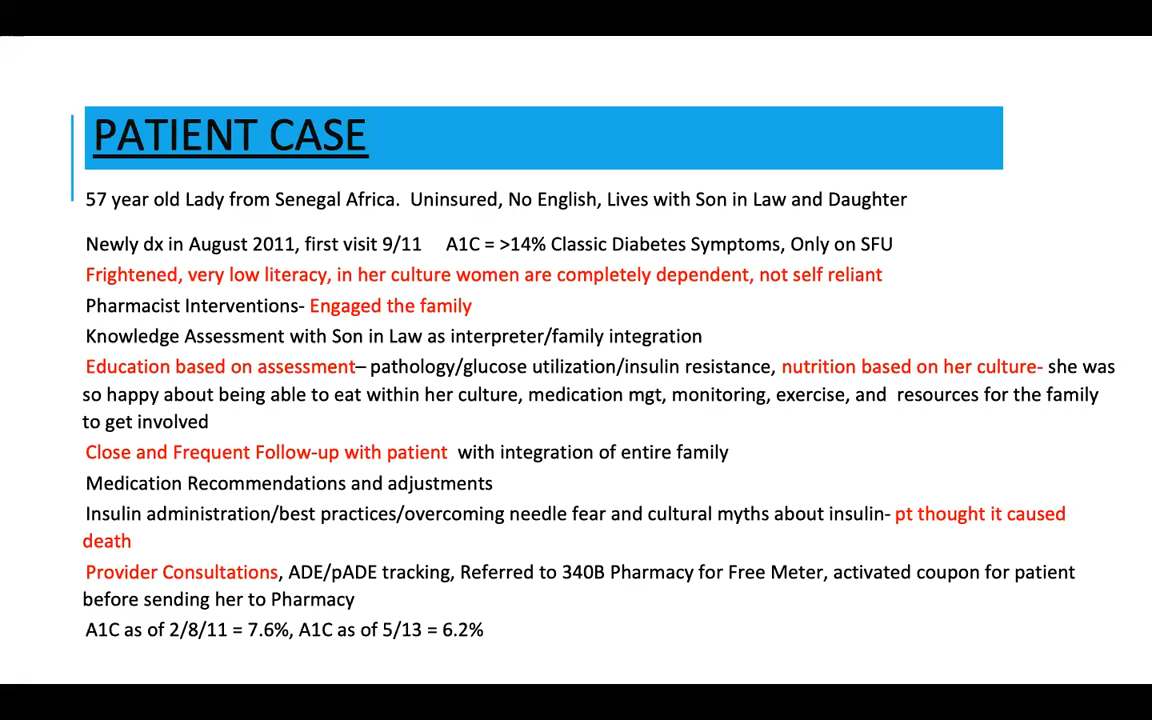 PATIENT CASE
57 year old Lady from Senegal Africa.  Uninsured, No English, Lives with Son in Law and Daughter
Newly dx in August 2011, first visit 9/11    A1C = >14% Classic Diabetes Symptoms, Only on SFU
Frightened, very low literacy, in her culture women are completely dependent, not self reliant
Pharmacist Interventions- Engaged the family
Knowledge Assessment with Son in Law as interpreter/family integration
Education based on assessment– pathology/glucose utilization/insulin resistance, nutrition based on her culture- she was
so happy about being able to eat within her culture, medication mgt, monitoring, exercise, and  resources for the family
to get involved
Close and Frequent Follow-up with patient  with integration of entire family
Medication Recommendations and adjustments
Insulin administration/best practices/overcoming needle fear and cultural myths about insulin- pt thought it caused
death
Provider Consultations, ADE/pADE tracking, Referred to 340B Pharmacy for Free Meter, activated coupon for patient
before sending her to Pharmacy
A1C as of 2/8/11 = 7.6%, A1C as of 5/13 = 6.2%